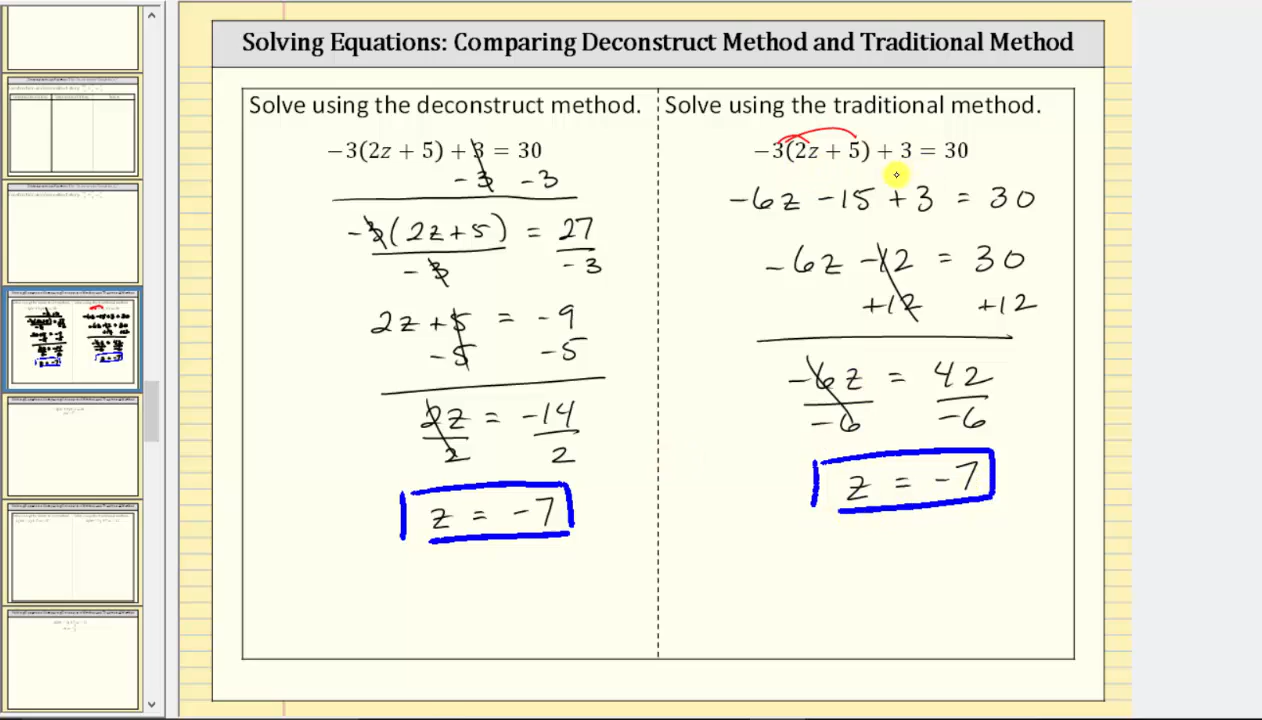 Solving Equations: Comparing Deconstruct Method and Traditional Method
Solve using the deconstruct method.
−3(2z + 5) + 3 = 30
−3 −3
−3(2z+5) = 27
−3 −3
2z+5 = −9
−5 −5
2z = −14
2 2
z = −7
Solve using the traditional method.
−3(2z + 5) + 3 = 30
−6z −15 +3 = 30
−6z −12 = 30
+12 +12
−6z = 42
−6 −6
z = −7